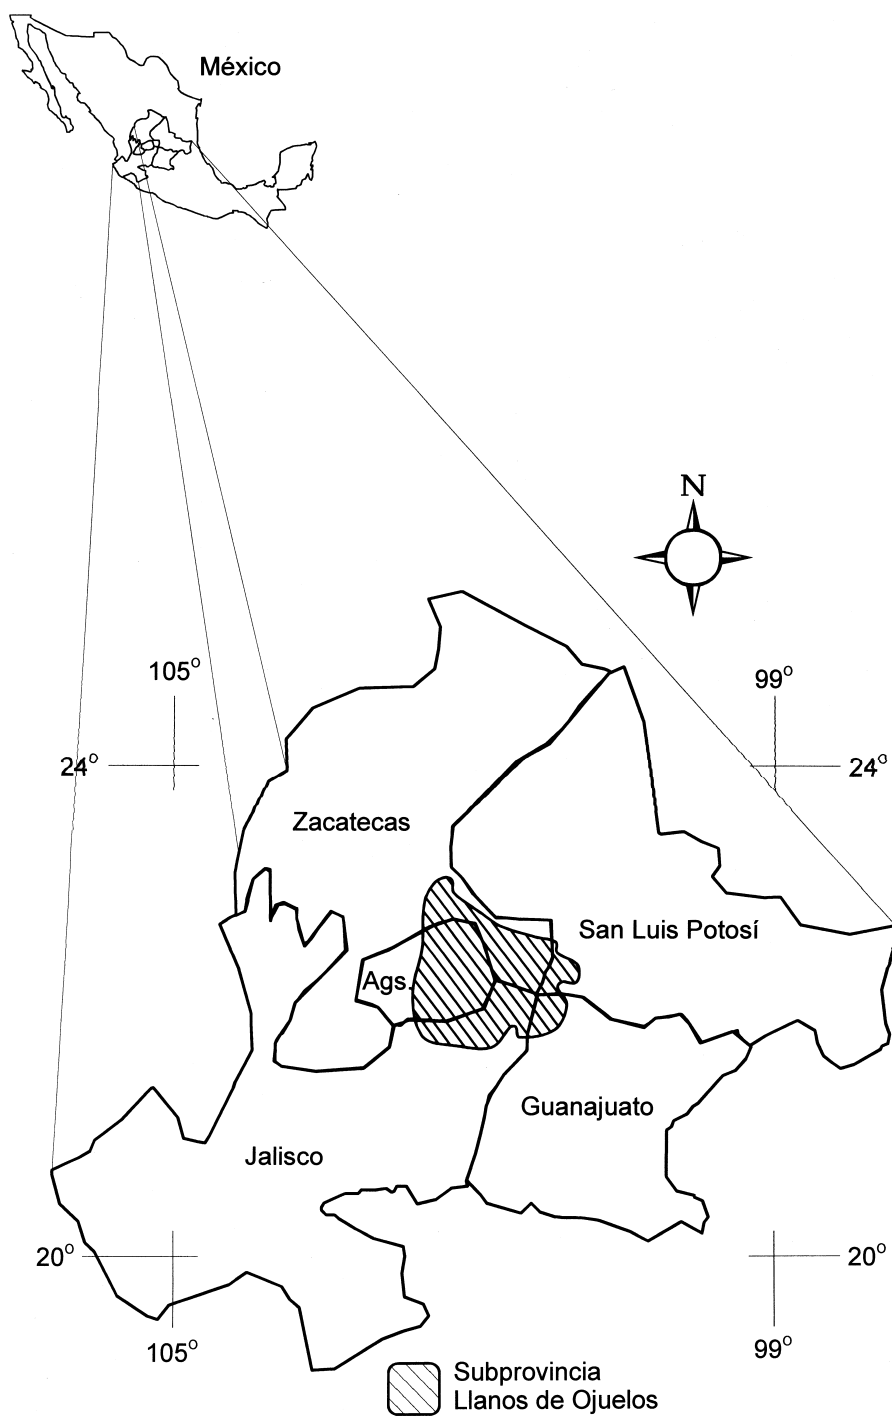 México
N
105°
99°
24°
24°
Zacatecas
San Luis Potosí
Ags.
Guanajuato
Jalisco
20°
20°
105°
99°
Subprovincia
Llanos de Ojuelos